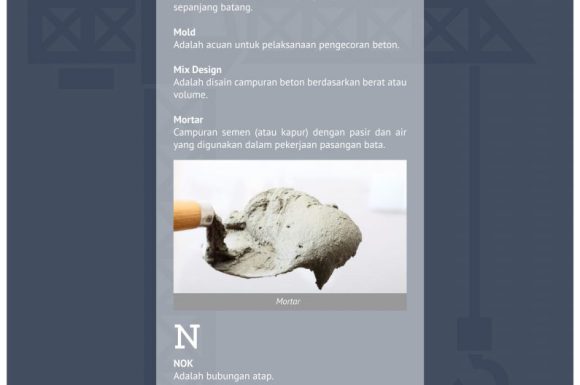 sepanjang batang.
Mold
Adalah acuan untuk pelaksanaan pengecoran beton.
Mix Design
Adalah disain campuran beton berdasarkan berat atau
volume.
Mortar
Campuran semen (atau kapur) dengan pasir dan air
yang digunakan dalam pekerjaan pasangan bata.
Mortar
N
NOK
Adalah bubungan atap.